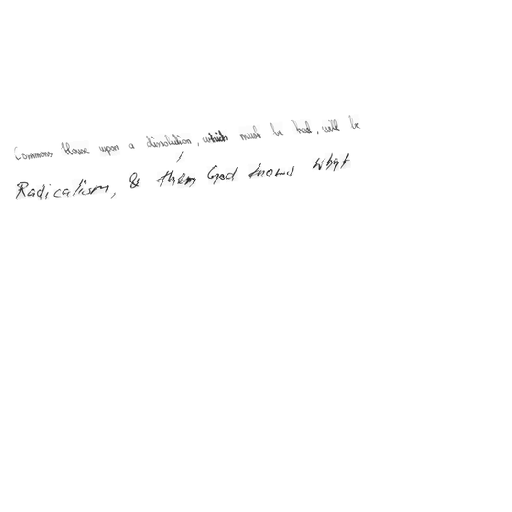 Commons House upon a dissolution, which must be had, will be
Radicalism, & then God knows what